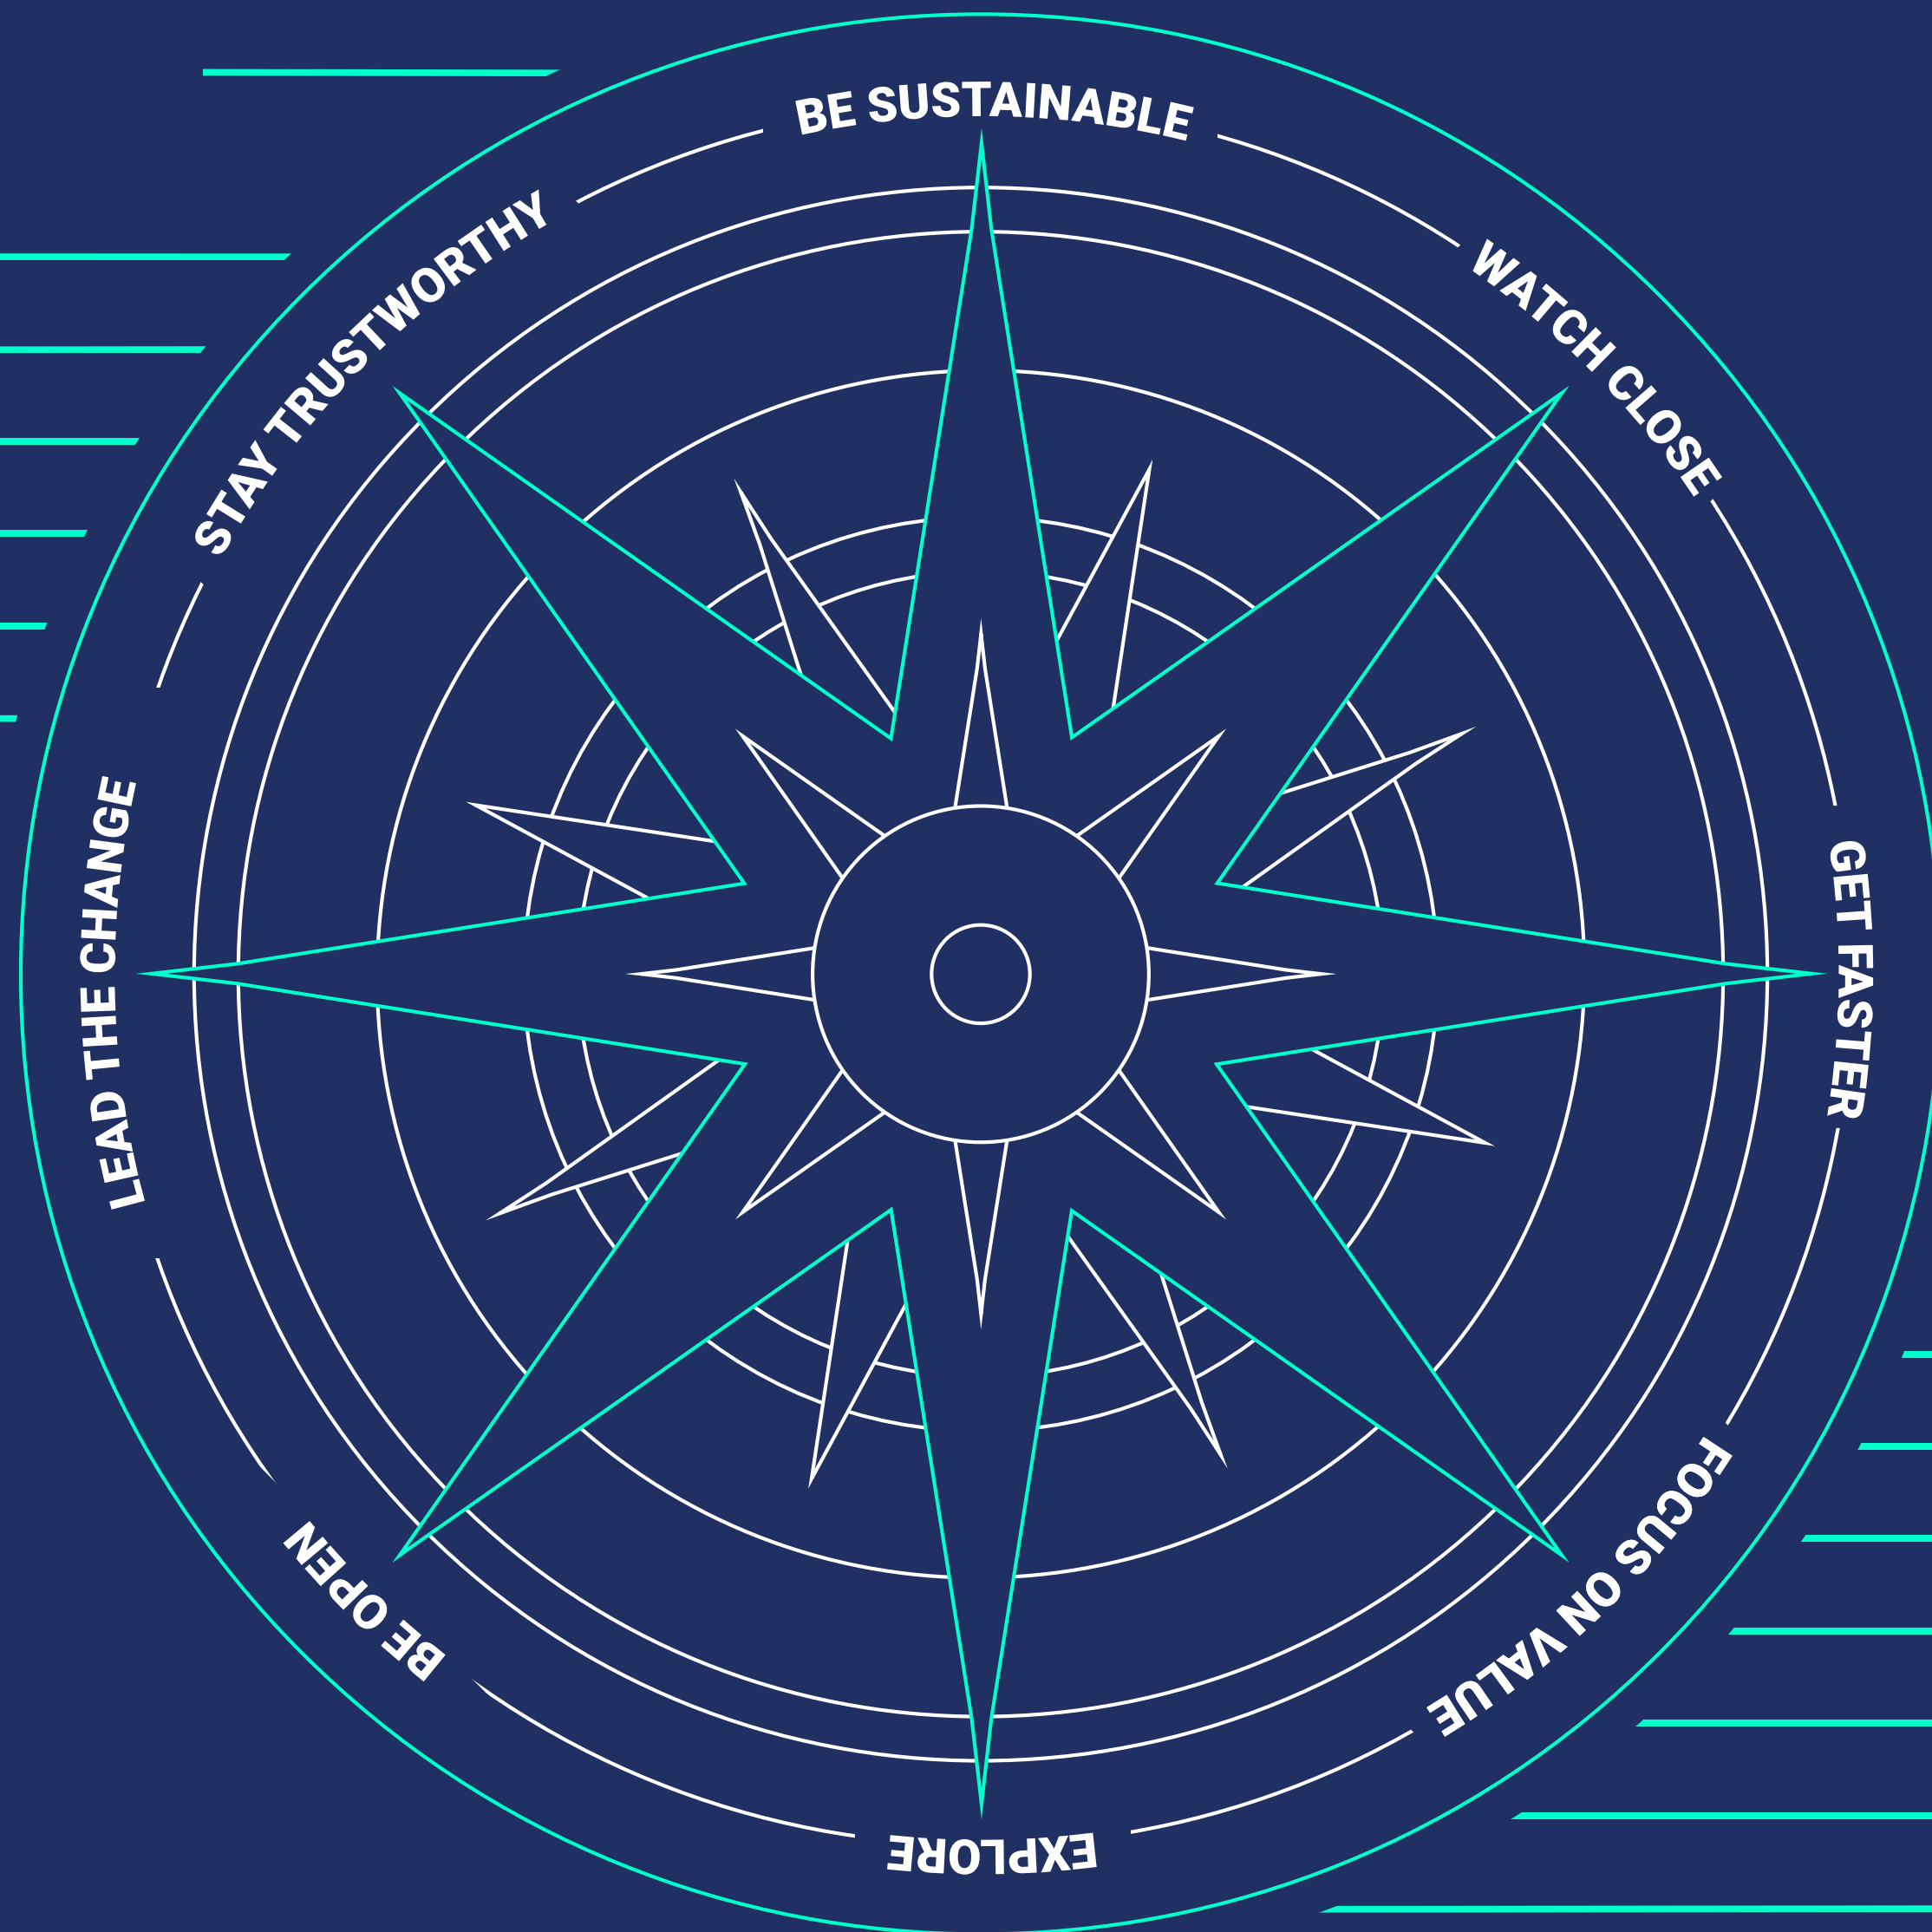 BE SUSTAINABLE
WATCH CLOSE
GET FASTER
FOCUS ON VALUE
EXPLORE
BE OPEN
LEAD THE CHANGE
STAY TRUSTWORTHY